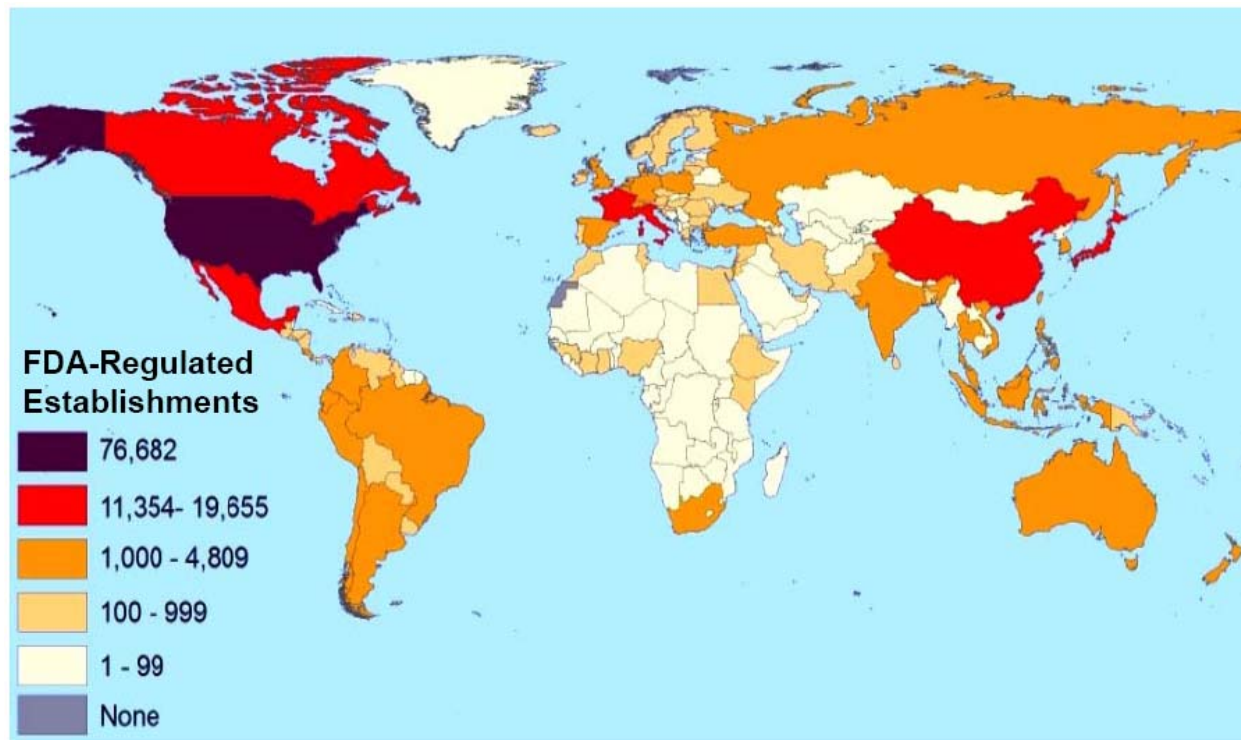 FDA-Regulated
Establishments
76,682
11,354- 19,655
1,000 - 4,809
100 - 999
1 - 99
None